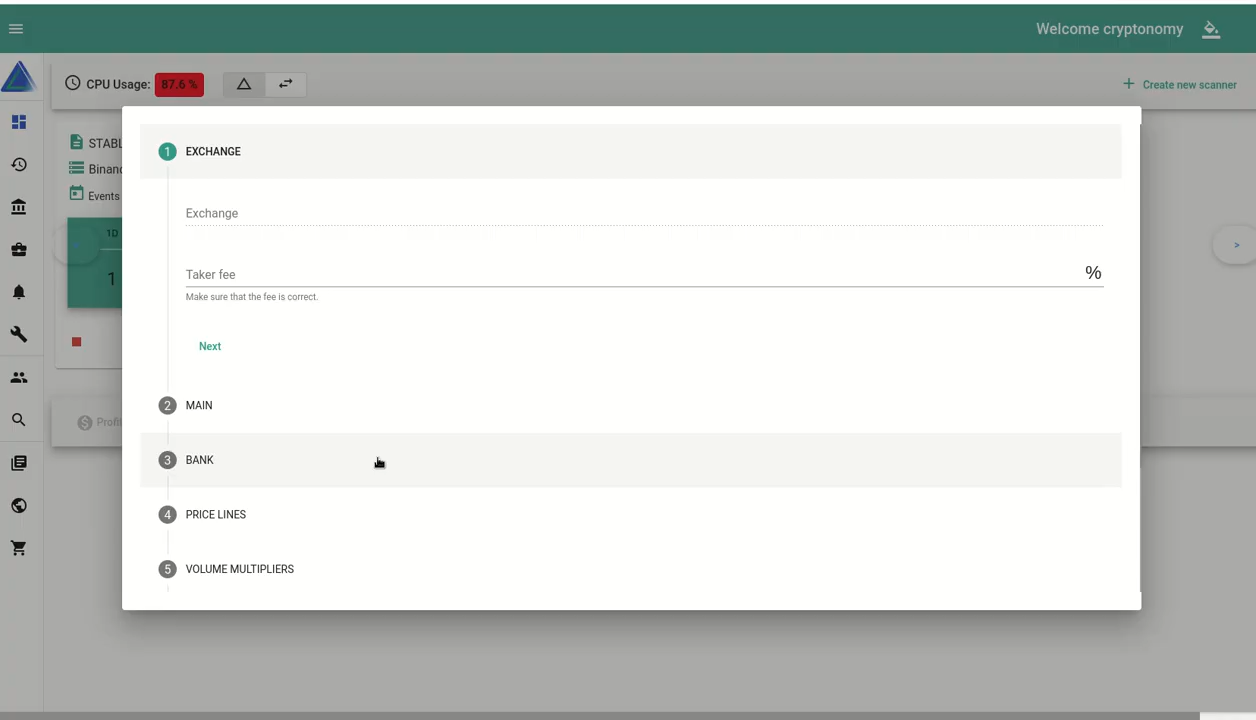 Welcome cryptonomy
CPU Usage: 87.6 %
Create new scanner
STABL
Binanc
Events
1D
1
>
Profit
1 EXCHANGE
Exchange
Taker fee %
Make sure that the fee is correct.
Next
2 MAIN
3 BANK
4 PRICE LINES
5 VOLUME MULTIPLIERS